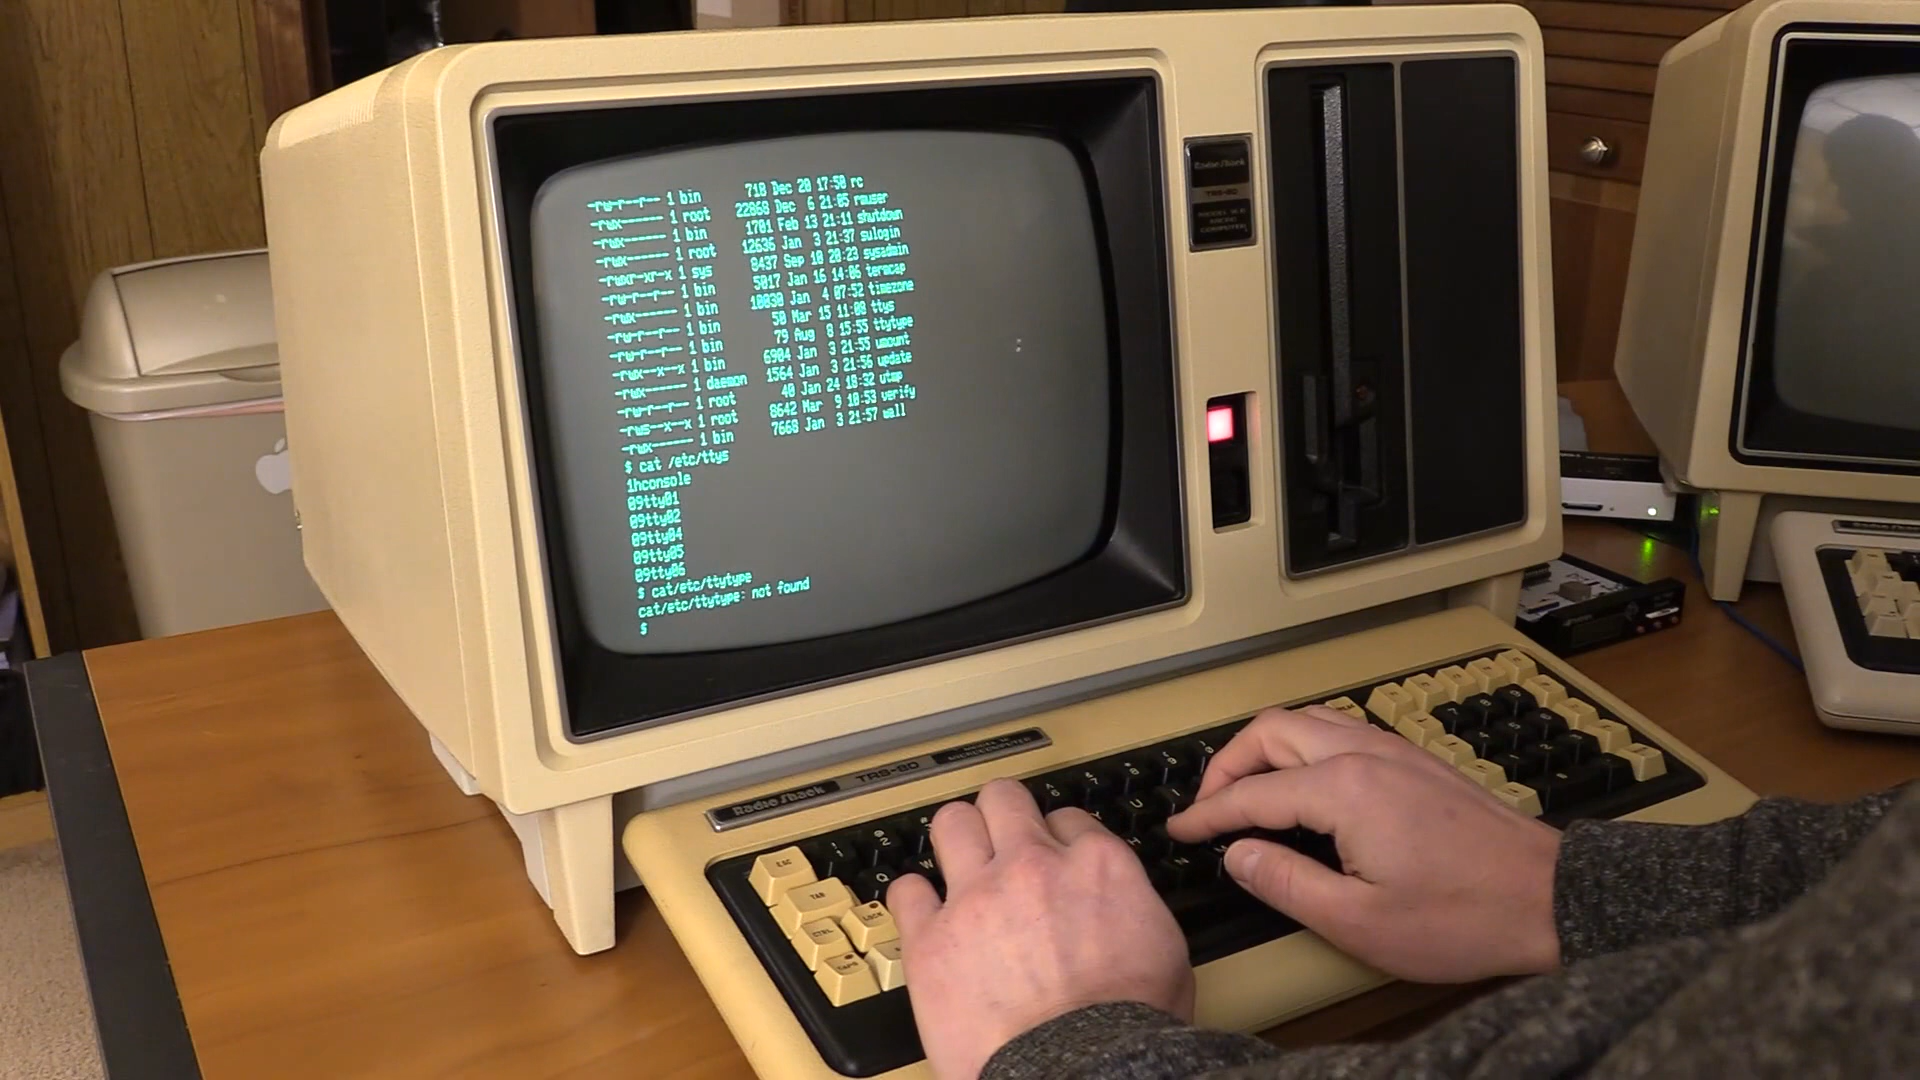 -rw-r--r-- 1 bin 718 Dec 20 17:50 rc
-rwx------ 1 root 22868 Dec 6 21:05 rmuser
-rwx------ 1 bin 1701 Feb 13 21:11 shutdown
-rwx------ 1 root 12636 Jan 3 21:37 sulogin
-rwxr-xr-x 1 sys 8437 Sep 10 20:23 sysadmin
-rw-r--r-- 1 bin 5017 Jan 16 14:06 termcap
-rwx------ 1 bin 10030 Jan 4 07:52 timezone
-rw-r--r-- 1 bin 50 Mar 15 11:00 ttys
-rw-r--r-- 1 bin 79 Aug 8 15:55 ttytype
-rwx--x--x 1 bin 6904 Jan 3 21:55 umount
-rwx------ 1 daemon 1564 Jan 3 21:56 update
-rw-r--r-- 1 root 40 Jan 24 18:32 utmp
-rws--x--x 1 root 8642 Mar 9 10:53 verify
-rwx------ 1 bin 7668 Jan 3 21:57 wall
$ cat /etc/ttys
1hconsole
09tty01
09tty02
09tty04
09tty05
09tty06
$ cat/etc/ttytype
cat/etc/ttytype: not found
$
Radio Shack
TRS-80
MICRO
COMPUTER
Radio Shack
TRS-80
MICROCOMPUTER
ESC
TAB
LOCK
CTRL
CAPS
Q
W
U
I
Y
H
N